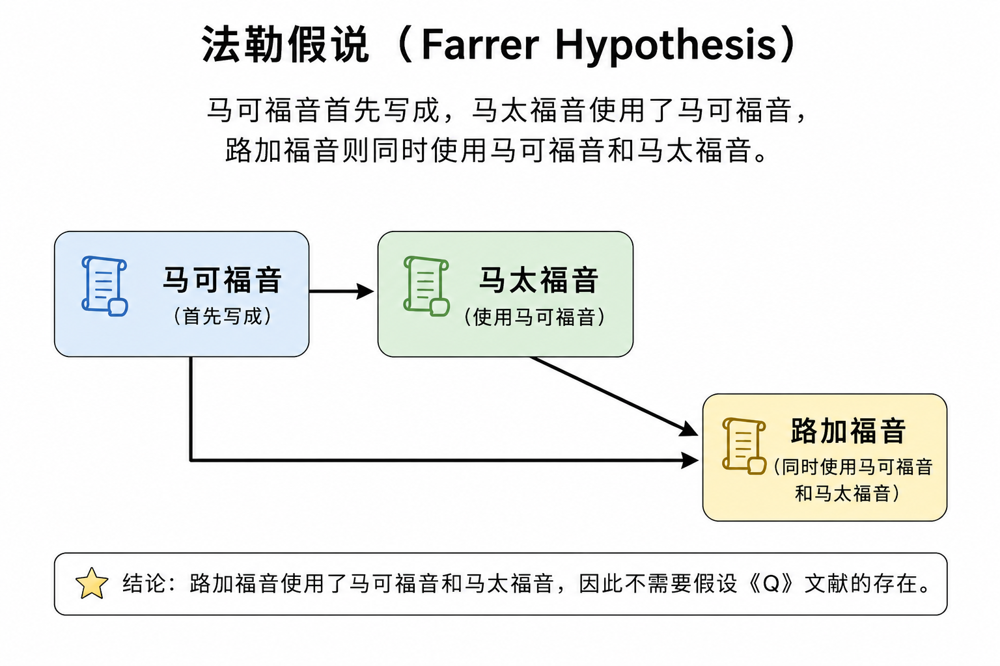 法勒假说（Farrer Hypothesis）
马可福音首先写成，马太福音使用了马可福音，
路加福音则同时使用马可福音和马太福音。
马可福音
（首先写成）
马太福音
（使用马可福音）
路加福音
（同时使用马可福音
和马太福音）
结论：路加福音使用了马可福音和马太福音，因此不需要假设《Q》文献的存在。